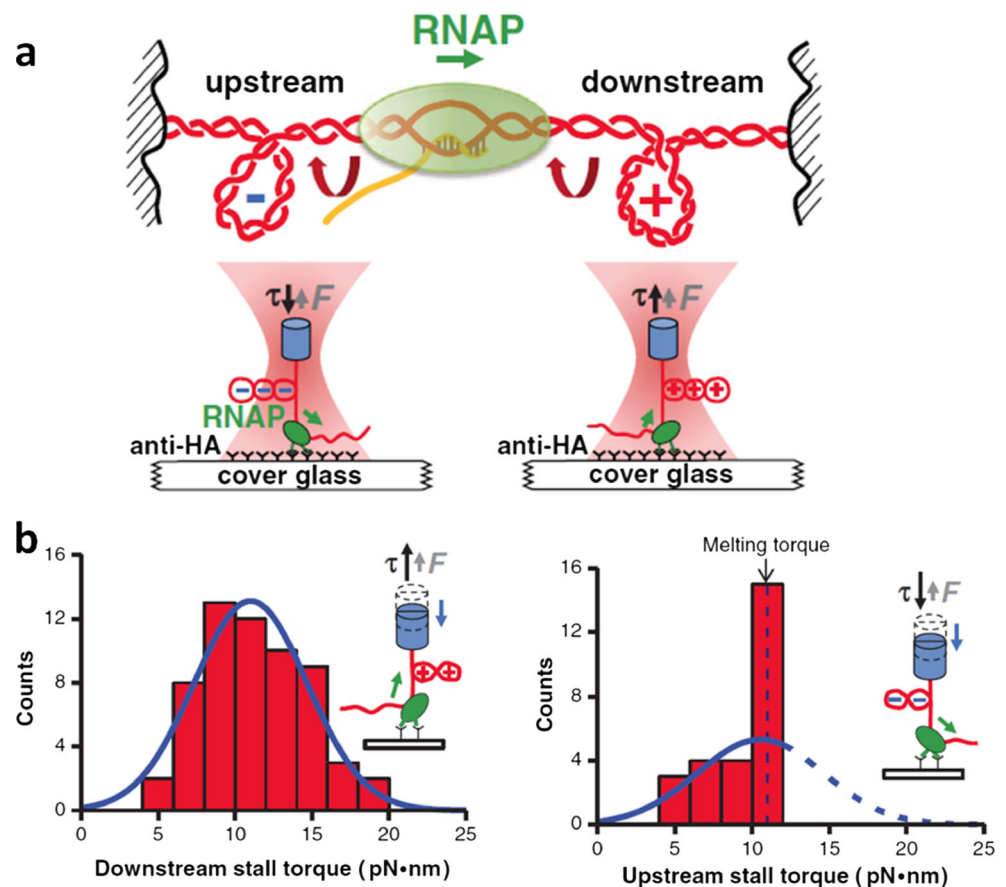 a
RNAP
upstream
downstream
-
+
τ F
τ F
- - -
+ + +
RNAP
anti-HA
anti-HA
cover glass
cover glass
b
16
12
8
4
0
Counts
0 5 10 15 20 25
Downstream stall torque (pN•nm)
τ F
+ +
Melting torque
16
12
8
4
0
Counts
0 5 10 15 20 25
Upstream stall torque (pN•nm)
τ F
- -